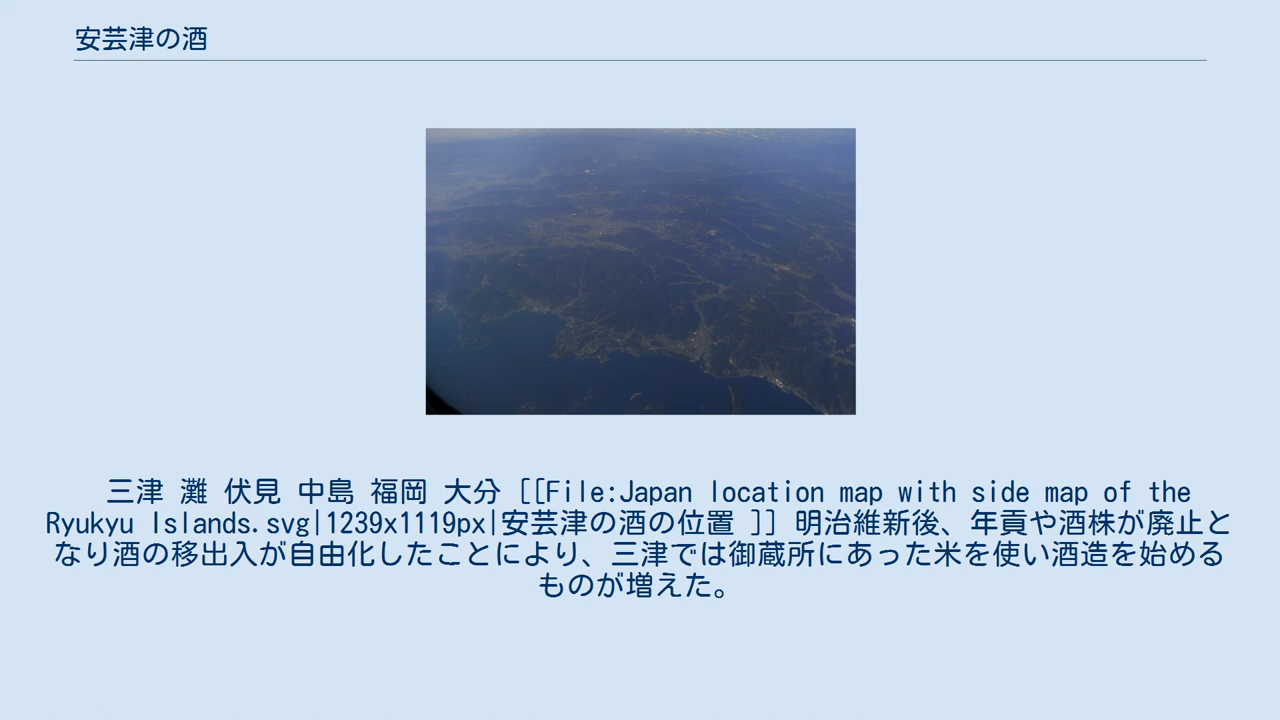 安芸津の酒
三津 灘 伏見 中島 福岡 大分 [[File:Japan location map with side map of the
Ryukyu Islands.svg|1239x1119px|安芸津の酒の位置 ]] 明治維新後、年貢や酒株が廃止と
なり酒の移出入が自由化したことにより、三津では御蔵所にあった米を使い酒造を始める
ものが増えた。